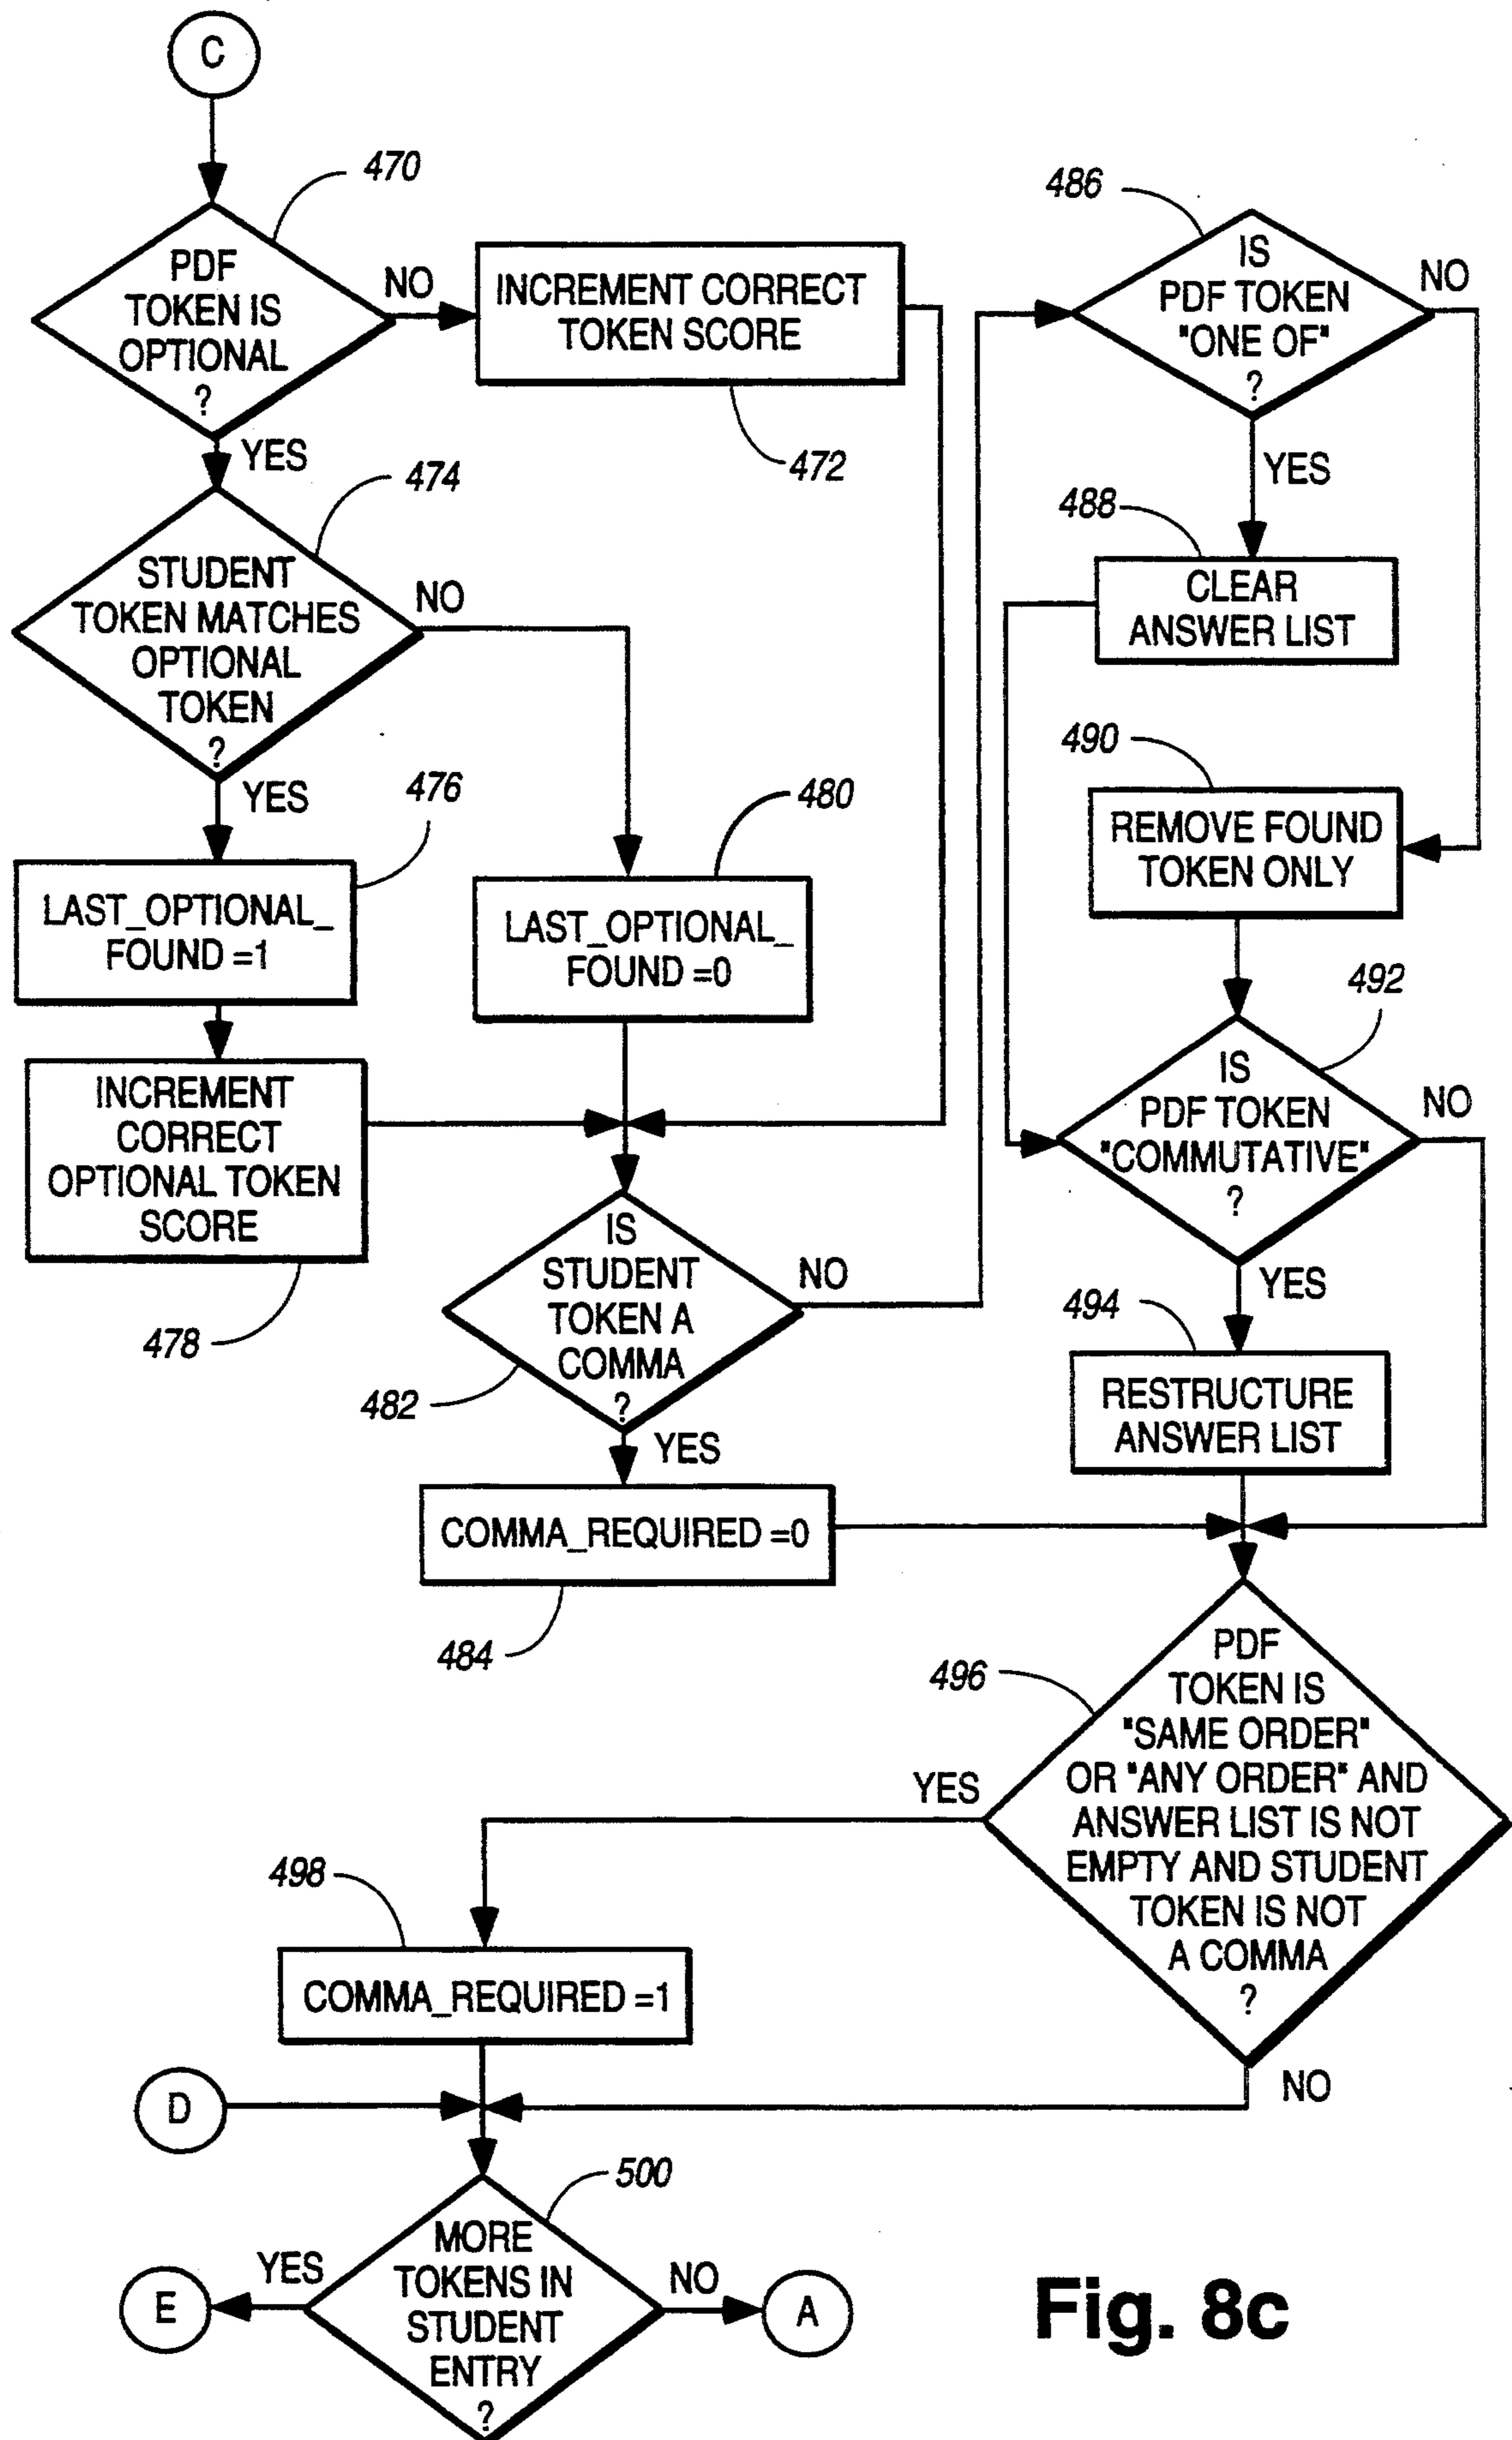 C
470
PDF
TOKEN IS
OPTIONAL
?
NO
INCREMENT CORRECT
TOKEN SCORE
472
YES
474
STUDENT
TOKEN MATCHES
OPTIONAL
TOKEN
?
NO
YES
476
LAST_OPTIONAL_
FOUND =1
480
LAST_OPTIONAL_
FOUND =0
INCREMENT
CORRECT
OPTIONAL TOKEN
SCORE
478
IS
STUDENT
TOKEN A
COMMA
?
NO
482
YES
COMMA_REQUIRED =0
484
486
IS
PDF TOKEN
"ONE OF"
?
NO
YES
488
CLEAR
ANSWER LIST
490
REMOVE FOUND
TOKEN ONLY
492
IS
PDF TOKEN
"COMMUTATIVE"
?
NO
YES
494
RESTRUCTURE
ANSWER LIST
496
PDF
TOKEN IS
"SAME ORDER"
OR "ANY ORDER" AND
ANSWER LIST IS NOT
EMPTY AND STUDENT
TOKEN IS NOT
A COMMA
?
YES
NO
498
COMMA_REQUIRED =1
D
500
MORE
TOKENS IN
STUDENT
ENTRY
?
YES
E
NO
A
Fig. 8c